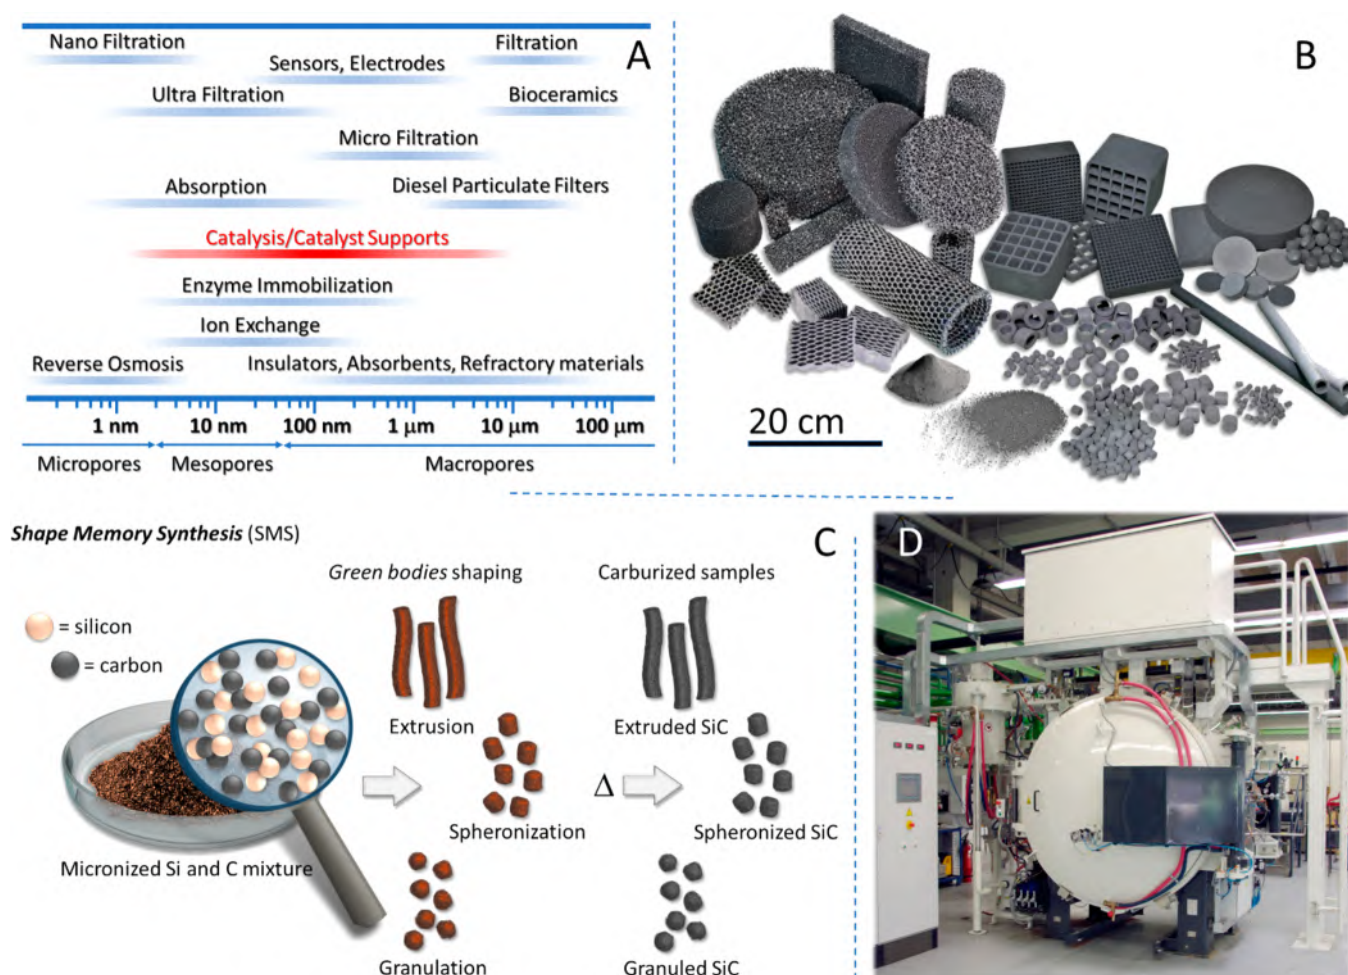 A
Nano Filtration
Filtration
Sensors, Electrodes
Ultra Filtration
Bioceramics
Micro Filtration
Absorption
Diesel Particulate Filters
Catalysis/Catalyst Supports
Enzyme Immobilization
Ion Exchange
Reverse Osmosis
Insulators, Absorbents, Refractory materials
1 nm
10 nm
100 nm
1 µm
10 µm
100 µm
Micropores
Mesopores
Macropores
B
20 cm
C
Shape Memory Synthesis (SMS)
= silicon
= carbon
Micronized Si and C mixture
Green bodies shaping
Extrusion
Spheronization
Granulation
Δ
Carburized samples
Extruded SiC
Spheronized SiC
Granuled SiC
D